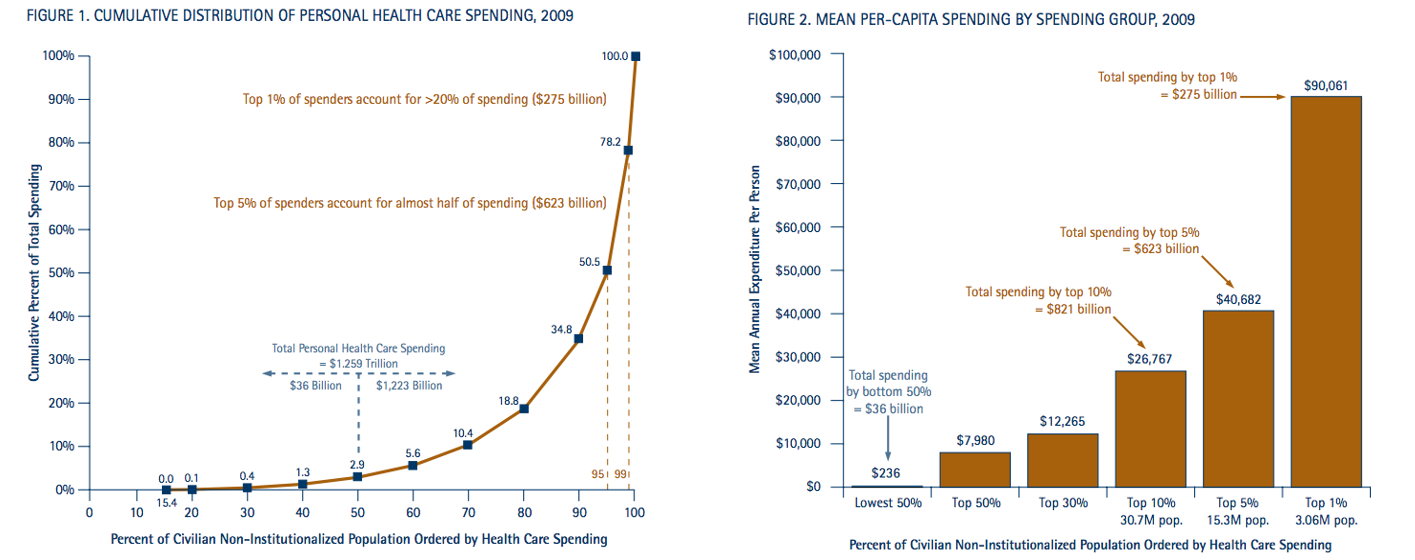 FIGURE 1. CUMULATIVE DISTRIBUTION OF PERSONAL HEALTH CARE SPENDING, 2009
100%
90%
80%
70%
60%
50%
40%
30%
20%
10%
0%
Cumulative Percent of Total Spending
100.0
Top 1% of spenders account for >20% of spending ($275 billion)
78.2
Top 5% of spenders account for almost half of spending ($623 billion)
50.5
34.8
Total Personal Health Care Spending
= $1.259 Trillion
$36 Billion
$1,223 Billion
18.8
10.4
5.6
2.9
1.3
0.4
0.1
0.0
95
99
15.4
0
10
20
30
40
50
60
70
80
90
100
Percent of Civilian Non-Institutionalized Population Ordered by Health Care Spending
FIGURE 2. MEAN PER-CAPITA SPENDING BY SPENDING GROUP, 2009
$100,000
$90,000
$80,000
$70,000
$60,000
$50,000
$40,000
$30,000
$20,000
$10,000
$0
Mean Annual Expenditure Per Person
Total spending by top 1%
= $275 billion
$90,061
Total spending by top 5%
= $623 billion
$40,682
Total spending by top 10%
= $821 billion
$26,767
Total spending
by bottom 50%
= $36 billion
$12,265
$7,980
$236
Lowest 50%
Top 50%
Top 30%
Top 10%
30.7M pop.
Top 5%
15.3M pop.
Top 1%
3.06M pop.
Percent of Civilian Non-Institutionalized Population Ordered by Health Care Spending